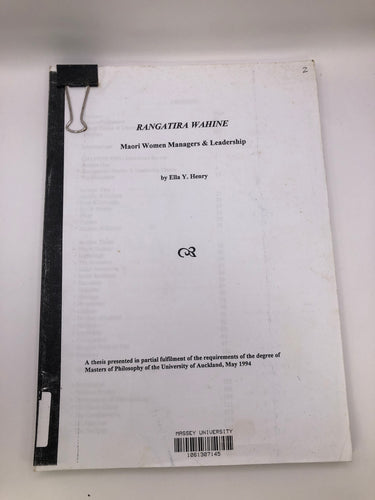 2
RANGATIRA WAHINE
Maori Women Managers & Leadership
by Ella Y. Henry
A thesis presented in partial fulfilment of the requirements of the degree of
Masters of Philosophy of the University of Auckland, May 1994
MASSEY UNIVERSITY
1061307145